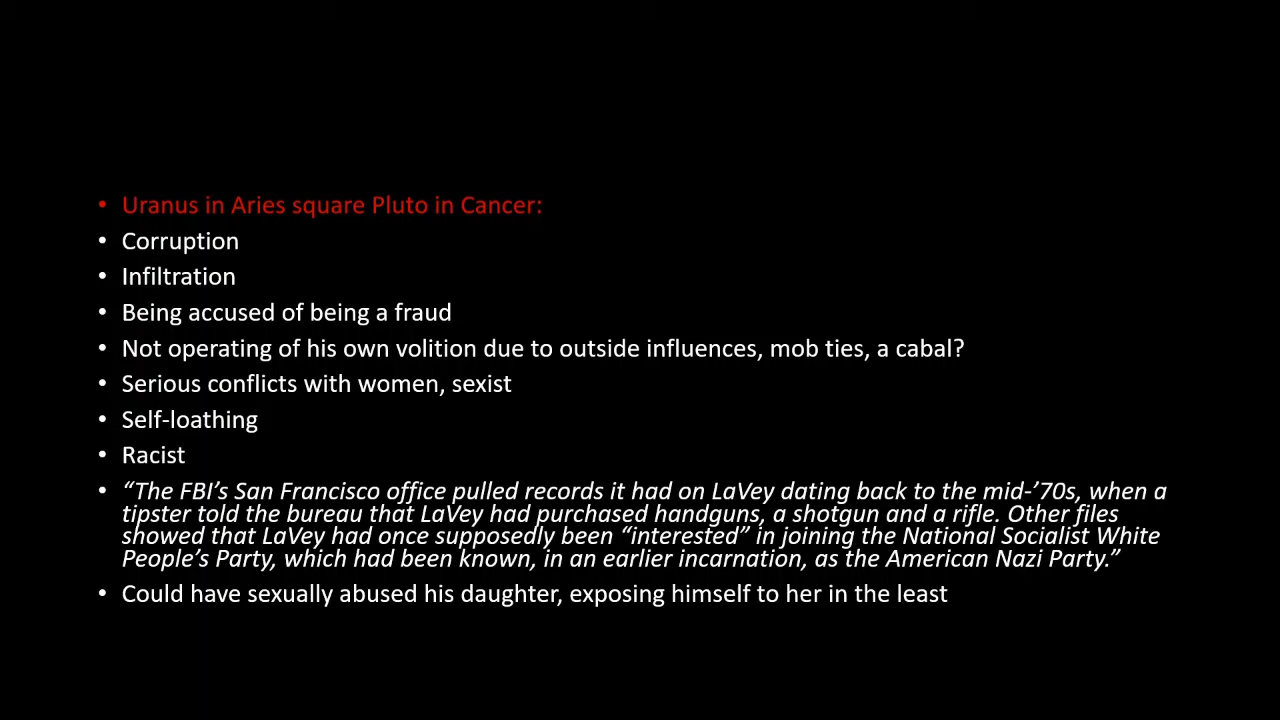 • Uranus in Aries square Pluto in Cancer:
• Corruption
• Infiltration
• Being accused of being a fraud
• Not operating of his own volition due to outside influences, mob ties, a cabal?
• Serious conflicts with women, sexist
• Self-loathing
• Racist
• “The FBI’s San Francisco office pulled records it had on LaVey dating back to the mid-’70s, when a
tipster told the bureau that LaVey had purchased handguns, a shotgun and a rifle. Other files
showed that LaVey had once supposedly been “interested” in joining the National Socialist White
People’s Party, which had been known, in an earlier incarnation, as the American Nazi Party.”
• Could have sexually abused his daughter, exposing himself to her in the least